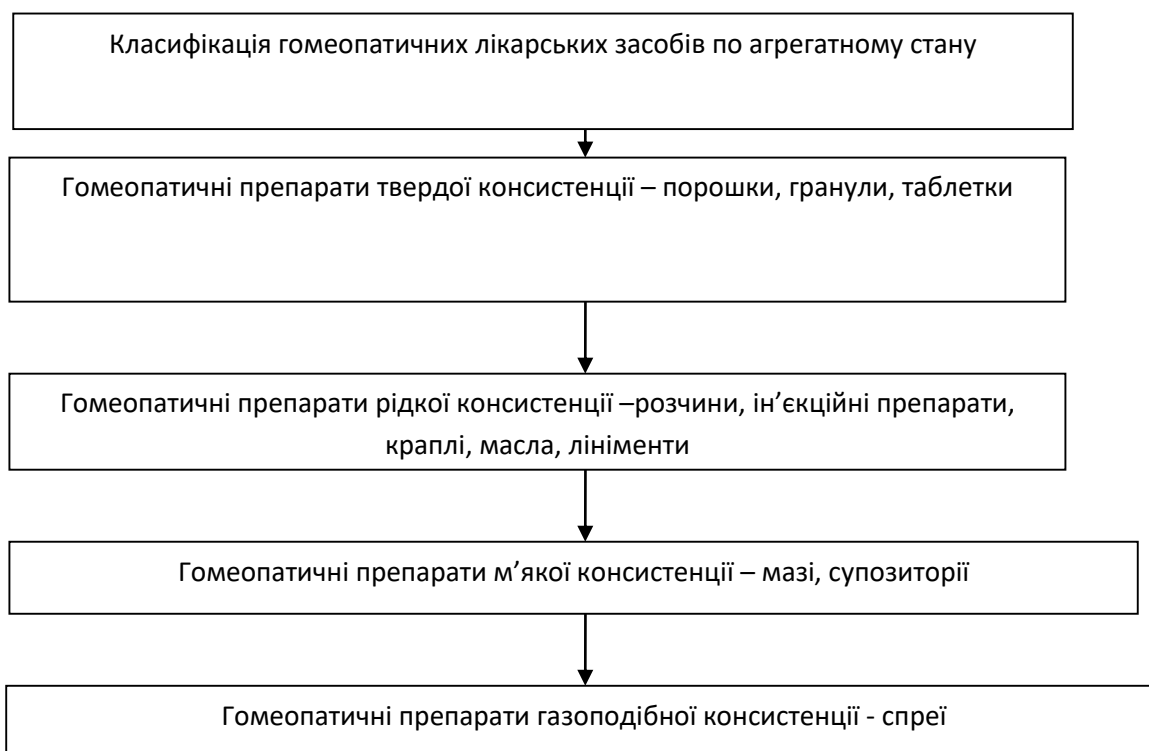 Класифікація гомеопатичних лікарських засобів по агрегатному стану
Гомеопатичні препарати твердої консистенції – порошки, гранули, таблетки
Гомеопатичні препарати рідкої консистенції –розчини, ін’єкційні препарати,
краплі, масла, лініменти
Гомеопатичні препарати м’якої консистенції – мазі, супозиторії
Гомеопатичні препарати газоподібної консистенції - спреї